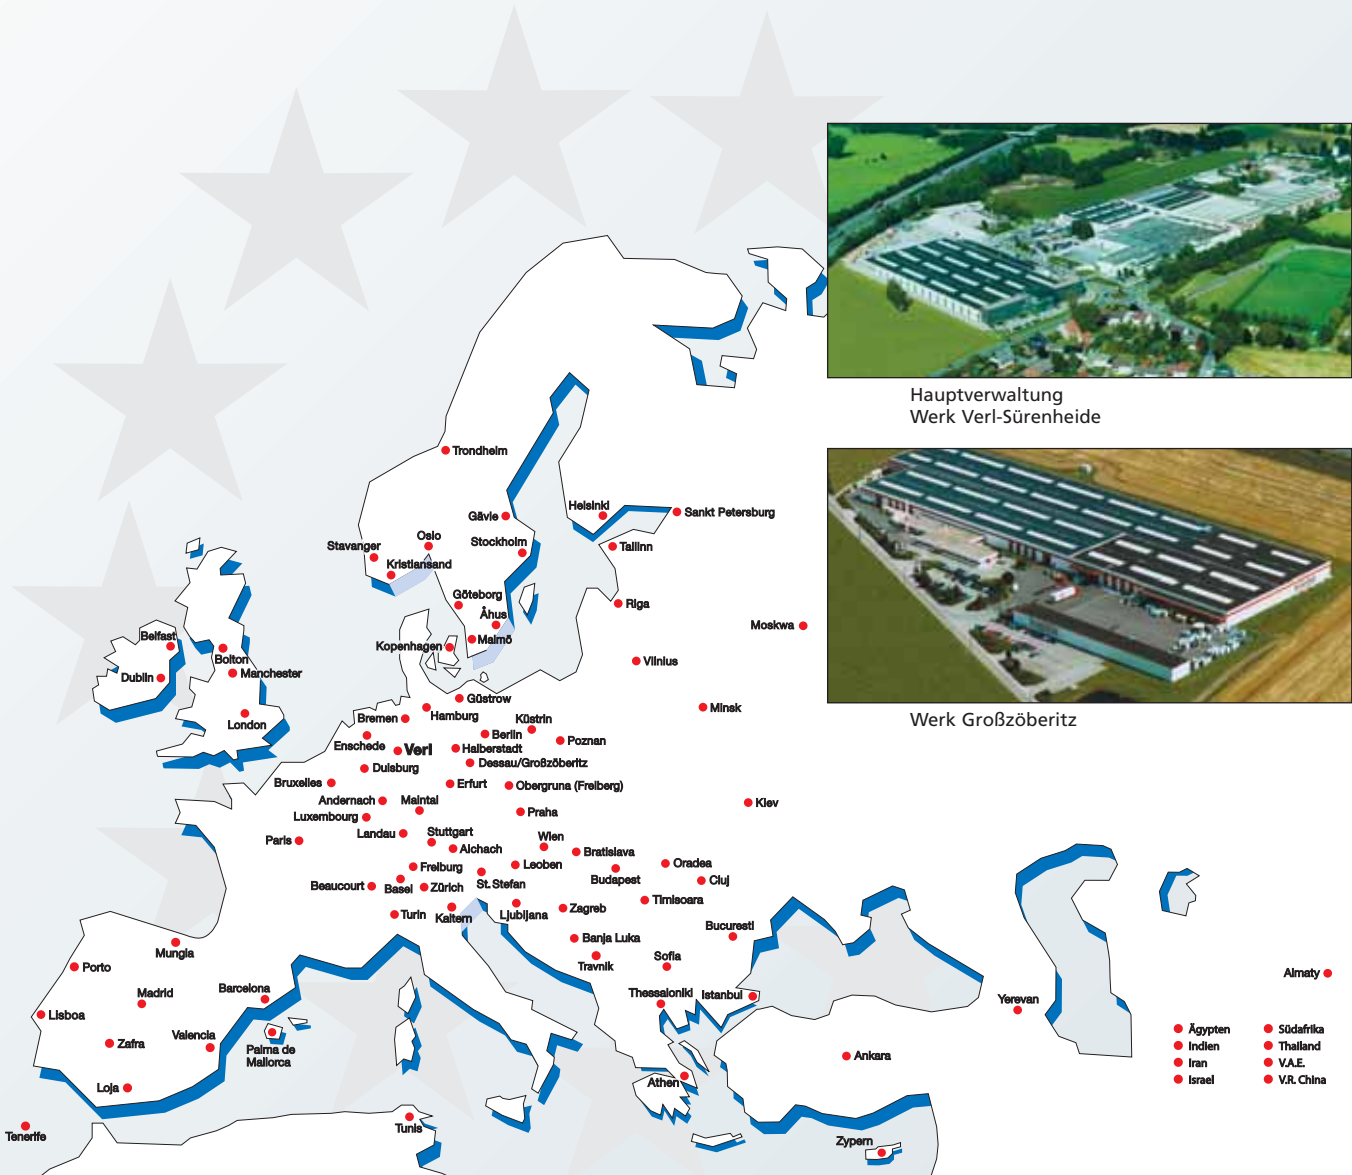 Hauptverwaltung
Werk Verl-Sürenheide
Werk Großzöberitz
Trondheim
Gävle
Helsinki
Sankt Petersburg
Oslo
Stockholm
Tallinn
Stavanger
Kristiansand
Göteborg
Åhus
Riga
Malmö
Kopenhagen
Moskwa
Vilnius
Belfast
Bolton
Dublin
Manchester
London
Güstrow
Hamburg
Bremen
Minsk
Küstrin
Berlin
Poznan
Enschede
Verl
Halberstadt
Dessau/Großzöberitz
Duisburg
Bruxelles
Erfurt
Obergruna (Freiberg)
Andernach
Maintal
Kiev
Luxembourg
Praha
Landau
Stuttgart
Paris
Wien
Aichach
Bratislava
Freiburg
Leoben
Oradea
Budapest
Cluj
Beaucourt
Basel
Zürich
St. Stefan
Timisoara
Turin
Kaltern
Ljubljana
Zagreb
Bucuresti
Banja Luka
Mungia
Travnik
Sofia
Porto
Almaty
Madrid
Barcelona
Thessaloniki
Istanbul
Yerevan
Lisboa
Valencia
Zafra
Palma de
Mallorca
Ankara
Loja
Athen
Tenerife
Tunis
Zypern
Ägypten
Indien
Iran
Israel
Südafrika
Thailand
V.A.E.
V.R. China